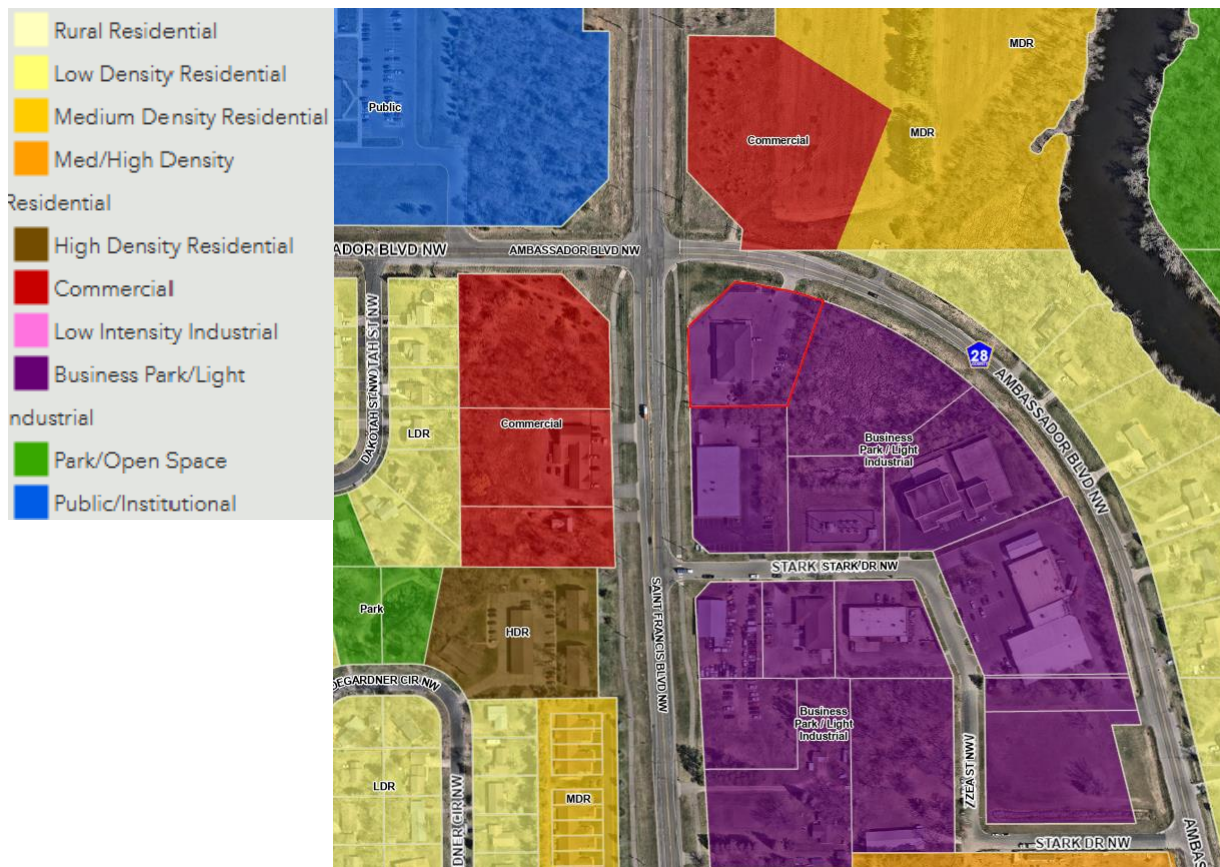 Rural Residential
Low Density Residential
Medium Density Residential
Med/High Density
Residential
High Density Residential
Commercial
Low Intensity Industrial
Business Park/Light
ndustrial
Park/Open Space
Public/Institutional
MDR
Public
MDR
Commercial
ADOR BLVD NW
AMBASSADOR BLVD NW
DAKOTAH ST NW
TAH ST NW
28
AMBASSADOR BLVD NW
LDR
Commercial
Business
Park / Light
Industrial
STARK
STARK DR NW
SAINT FRANCIS BLVD NW
Park
HDR
DEGARDNER CIR NW
Business
Park / Light
Industrial
LDR
MDR
DNER CIR NW
ZEA ST NW
STARK DR NW
AMBAS